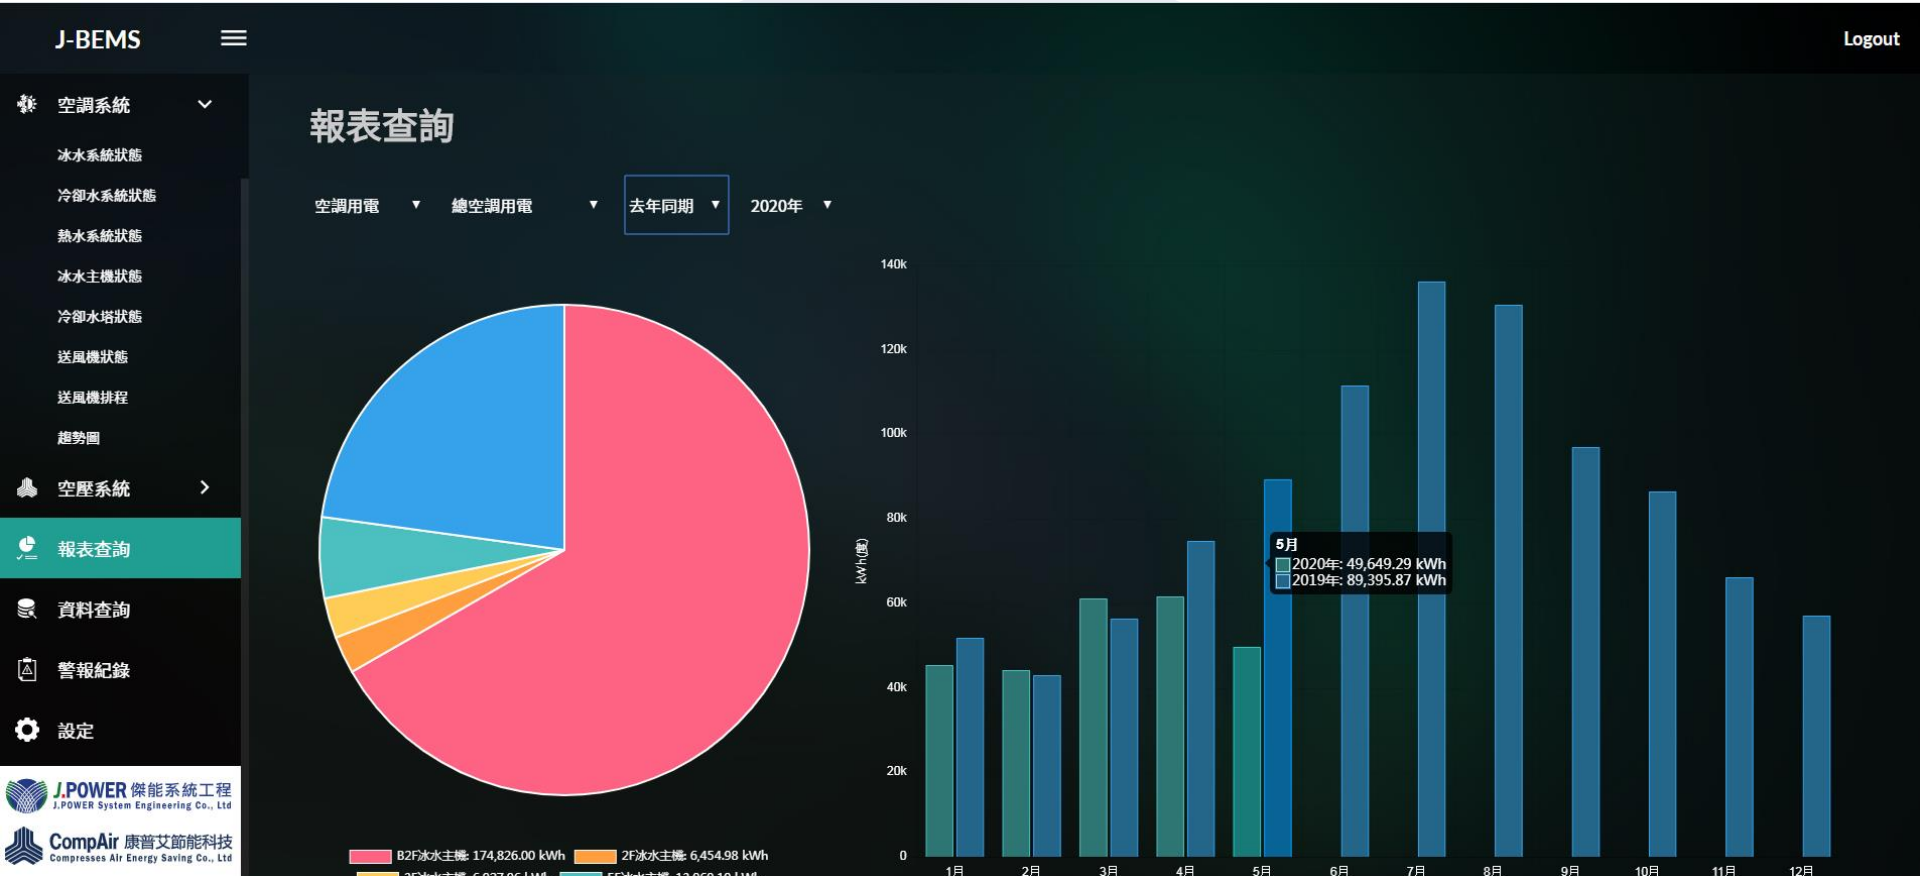 J-BEMS
Logout
空調系統
冰水系統狀態
冷卻水系統狀態
熱水系統狀態
冰水主機狀態
冷卻水塔狀態
送風機狀態
送風機排程
趨勢圖
空壓系統
報表查詢
資料查詢
警報紀錄
設定
J.POWER 傑能系統工程
J.POWER System Engineering Co., Ltd
CompAir 康普艾節能科技
Compresses Air Energy Saving Co., Ltd
報表查詢
空調用電 ▼ 總空調用電 ▼ 去年同期 ▼ 2020年 ▼
B2F冰水主機: 174,826.00 kWh 2F冰水主機: 6,454.98 kWh
kWh(度)
140k
120k
100k
80k
60k
40k
20k
0
5月
2020年: 49,649.29 kWh
2019年: 89,395.87 kWh
1月 2月 3月 4月 5月 6月 7月 8月 9月 10月 11月 12月